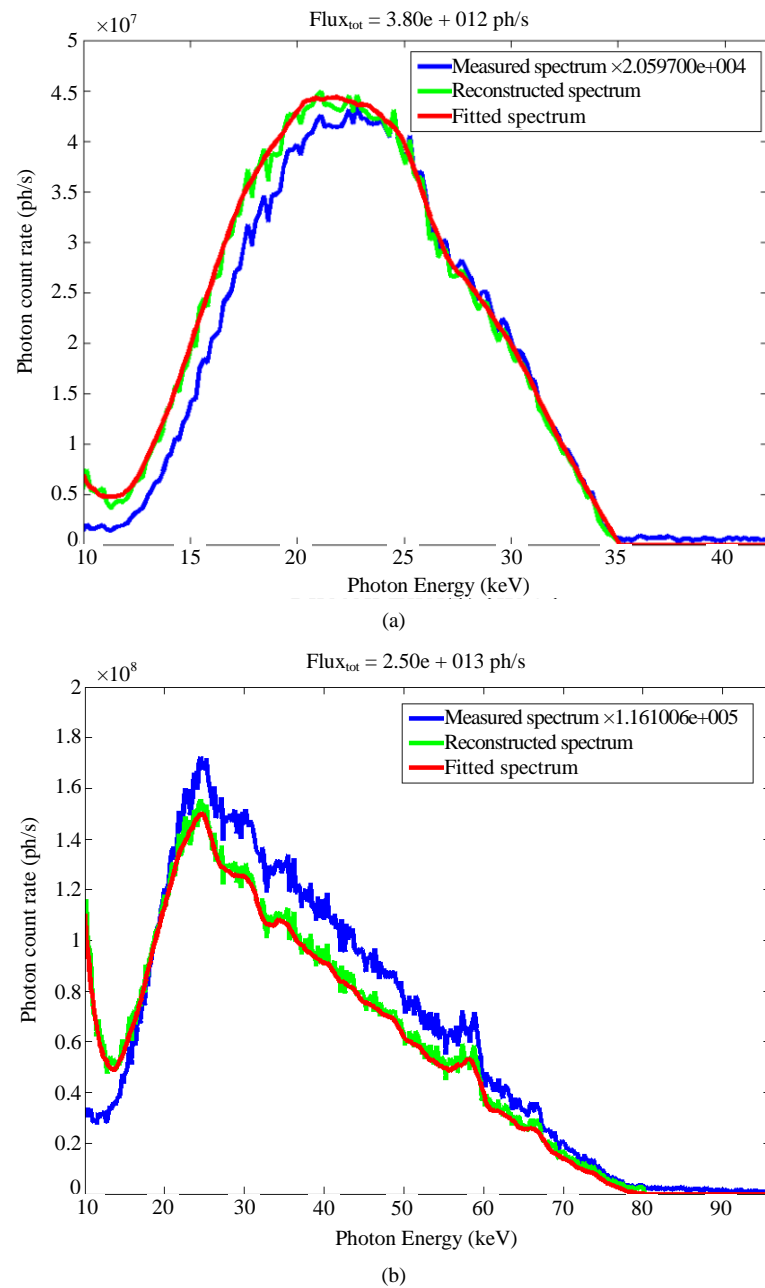 Flux_tot = 3.80e + 012 ph/s
×10^7
5
4.5
4
3.5
3
2.5
2
1.5
1
0.5
0
Photon count rate (ph/s)
Measured spectrum ×2.059700e+004
Reconstructed spectrum
Fitted spectrum
10 15 20 25 30 35 40
Photon Energy (keV)
(a)
Flux_tot = 2.50e + 013 ph/s
×10^8
2
1.8
1.6
1.4
1.2
1
0.8
0.6
0.4
0.2
0
Photon count rate (ph/s)
Measured spectrum ×1.161006e+005
Reconstructed spectrum
Fitted spectrum
10 20 30 40 50 60 70 80 90
Photon Energy (keV)
(b)